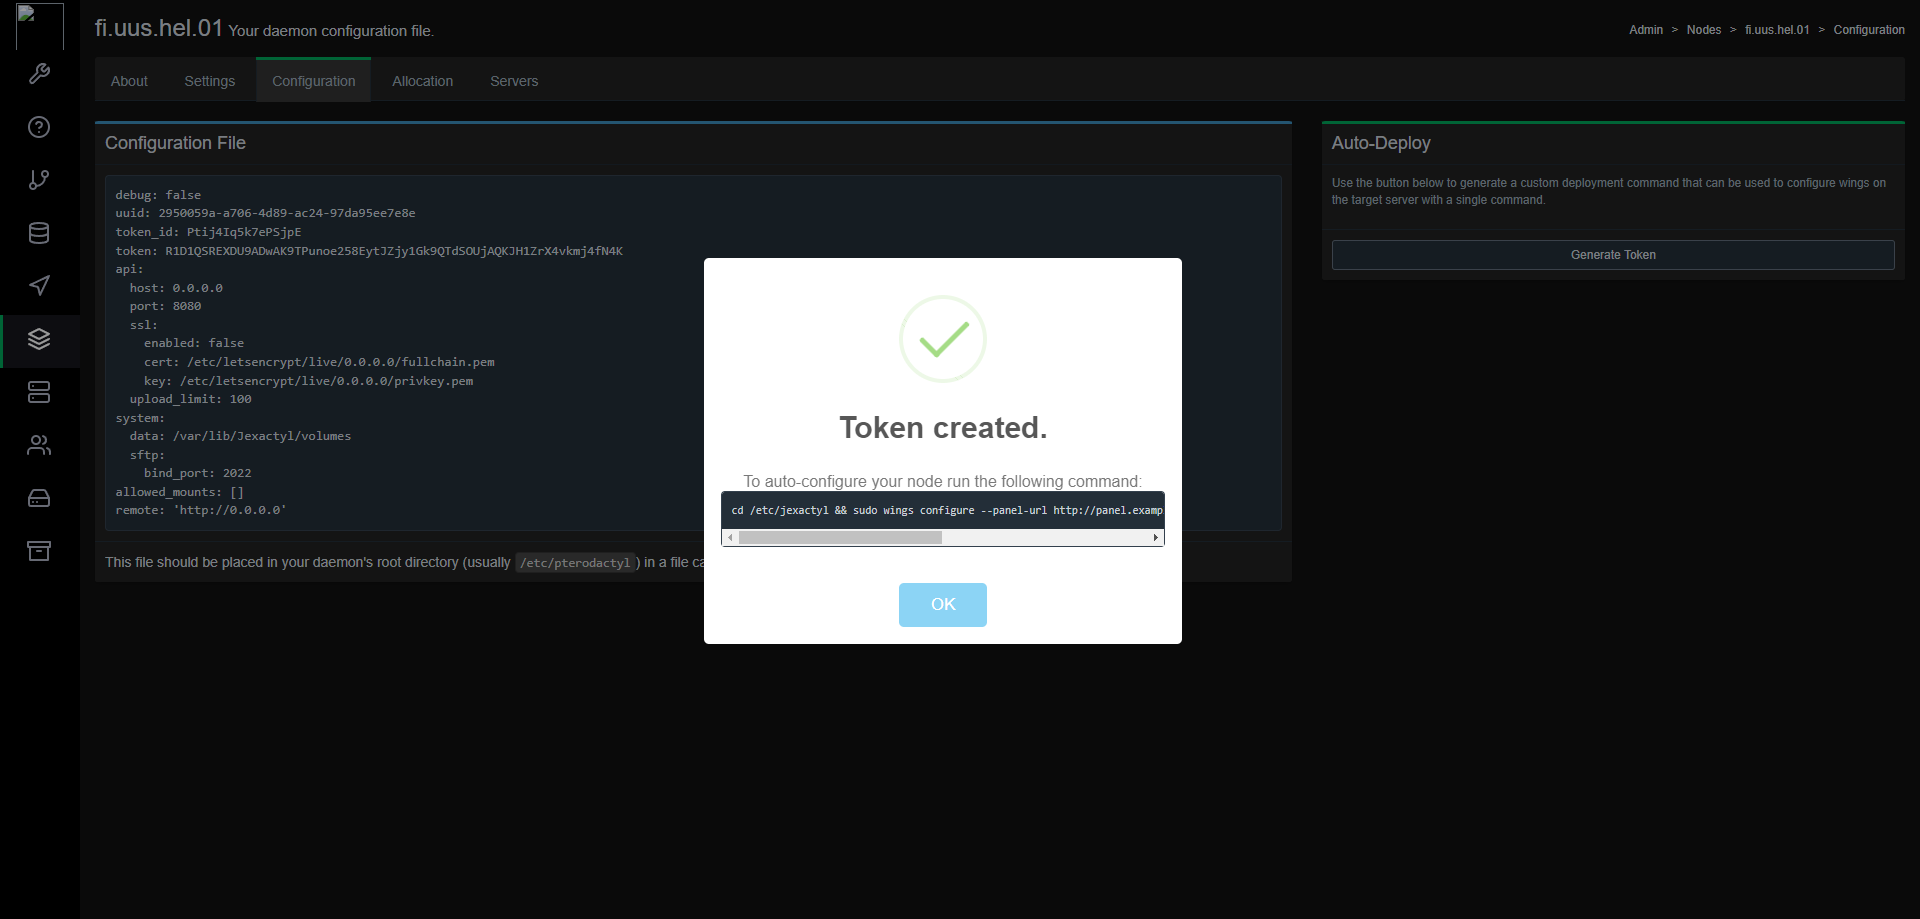 fi.uus.hel.01 Your daemon configuration file.
Admin > Nodes > fi.uus.hel.01 > Configuration
About Settings Configuration Allocation Servers
Configuration File
debug: false
uuid: 2950059a-a706-4d89-ac24-97da95ee7e8e
token_id: Ptij4Iq5k7ePSjpE
token: R1D1QSREXDU9ADwAK9TPunoe258EytJZjy1Gk9QTdSOUjAQKJH1ZrX4vkmj4fN4K
api:
host: 0.0.0.0
port: 8080
ssl:
enabled: false
cert: /etc/letsencrypt/live/0.0.0.0/fullchain.pem
key: /etc/letsencrypt/live/0.0.0.0/privkey.pem
upload_limit: 100
system:
data: /var/lib/Jexactyl/volumes
sftp:
bind_port: 2022
allowed_mounts: []
remote: 'http://0.0.0.0'
This file should be placed in your daemon's root directory (usually /etc/pterodactyl) in a file ca
Auto-Deploy
Use the button below to generate a custom deployment command that can be used to configure wings on
the target server with a single command.
Generate Token
Token created.
To auto-configure your node run the following command:
cd /etc/jexactyl && sudo wings configure --panel-url http://panel.examp
OK